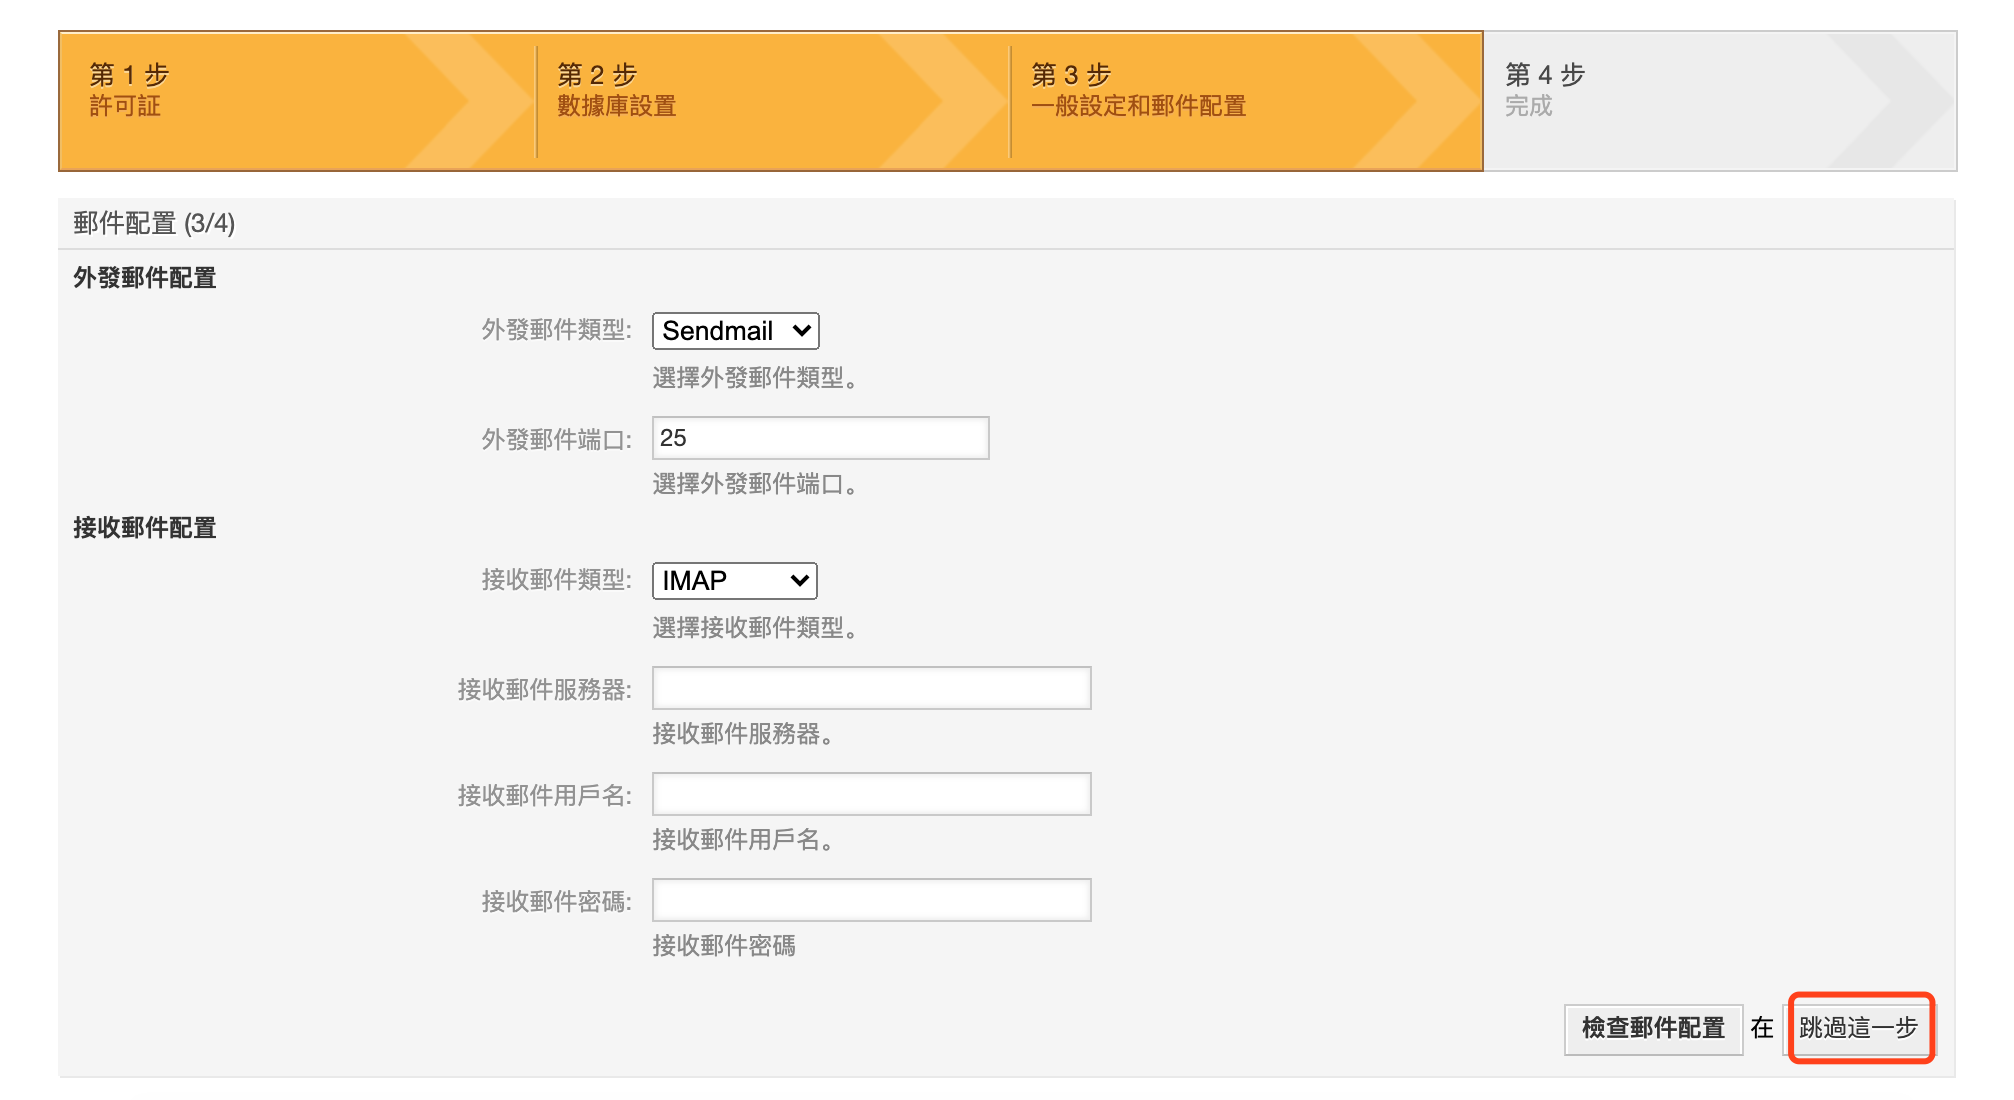 第 1 步
許可証
第 2 步
數據庫設置
第 3 步
一般設定和郵件配置
第 4 步
完成
郵件配置 (3/4)
外發郵件配置
外發郵件類型: Sendmail
選擇外發郵件類型。
外發郵件端口: 25
選擇外發郵件端口。
接收郵件配置
接收郵件類型: IMAP
選擇接收郵件類型。
接收郵件服務器:
接收郵件服務器。
接收郵件用戶名:
接收郵件用戶名。
接收郵件密碼:
接收郵件密碼
檢查郵件配置 在 跳過這一步